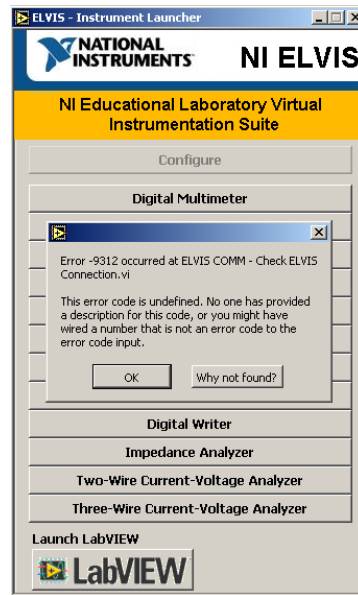 ELVIS - Instrument Launcher
NATIONAL
INSTRUMENTS
NI ELVIS
NI Educational Laboratory Virtual
Instrumentation Suite
Configure
Digital Multimeter
Error -9312 occurred at ELVIS COMM - Check ELVIS
Connection.vi
This error code is undefined. No one has provided
a description for this code, or you might have
wired a number that is not an error code to the
error code input.
OK
Why not found?
Digital Writer
Impedance Analyzer
Two-Wire Current-Voltage Analyzer
Three-Wire Current-Voltage Analyzer
Launch LabVIEW
LabVIEW